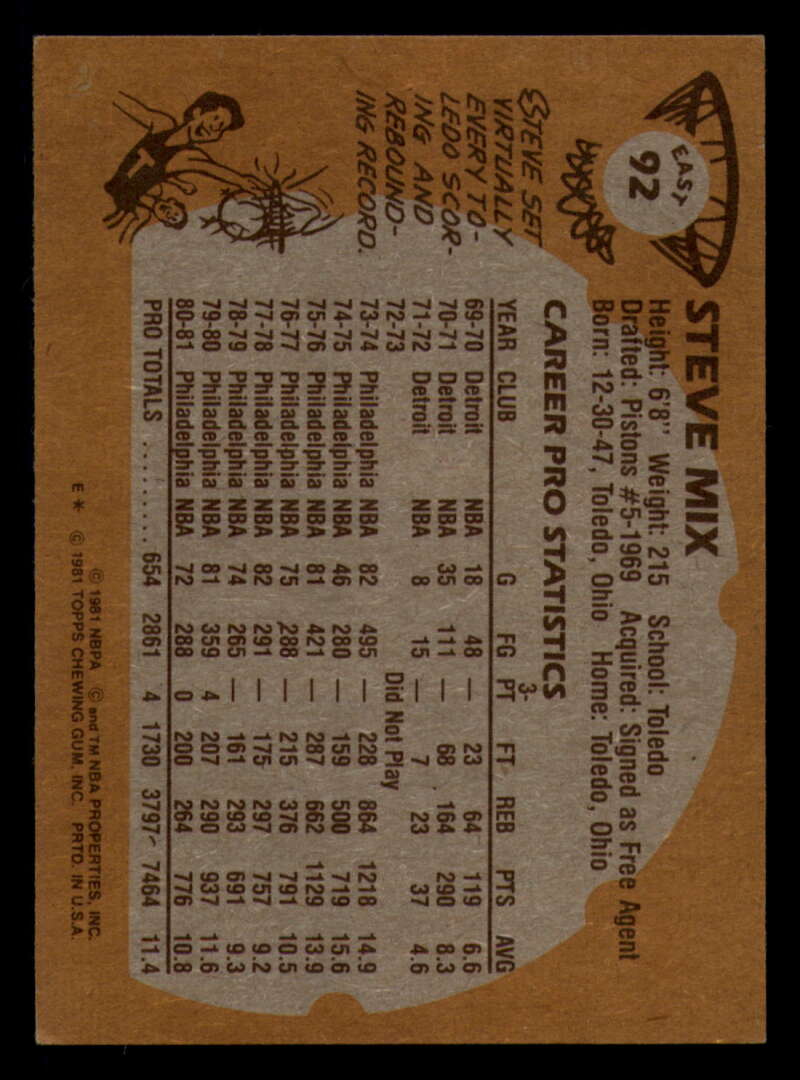 EAST
92
STEVE MIX
Height: 6'8" Weight: 215 School: Toledo
Drafted: Pistons #5-1969 Acquired: Signed as Free Agent
Born: 12-30-47, Toledo, Ohio Home: Toledo, Ohio
STEVE SET
VIRTUALLY
EVERY TO-
LEDO SCOR-
ING AND
REBOUND-
ING RECORD.
CAREER PRO STATISTICS
YEAR CLUB G FG 3-PT FT REB PTS AVG
69-70 Detroit NBA 18 48 — 23 64 119 6.6
70-71 Detroit NBA 35 111 — 68 164 290 8.3
71-72 Detroit NBA 8 15 — 7 23 37 4.6
72-73 Did Not Play
73-74 Philadelphia NBA 82 495 — 228 864 1218 14.9
74-75 Philadelphia NBA 46 280 — 159 500 719 15.6
75-76 Philadelphia NBA 81 421 — 287 662 1129 13.9
76-77 Philadelphia NBA 75 288 — 215 376 791 10.5
77-78 Philadelphia NBA 82 291 — 175 297 757 9.2
78-79 Philadelphia NBA 74 265 — 161 293 691 9.3
79-80 Philadelphia NBA 81 359 4 207 290 937 11.6
80-81 Philadelphia NBA 72 288 0 200 264 776 10.8
PRO TOTALS .......... 654 2861 4 1730 3797 7464 11.4
© 1981 NBPA © and TM NBA PROPERTIES, INC.
E* © 1981 TOPPS CHEWING GUM, INC. PRTD. IN U.S.A.
T